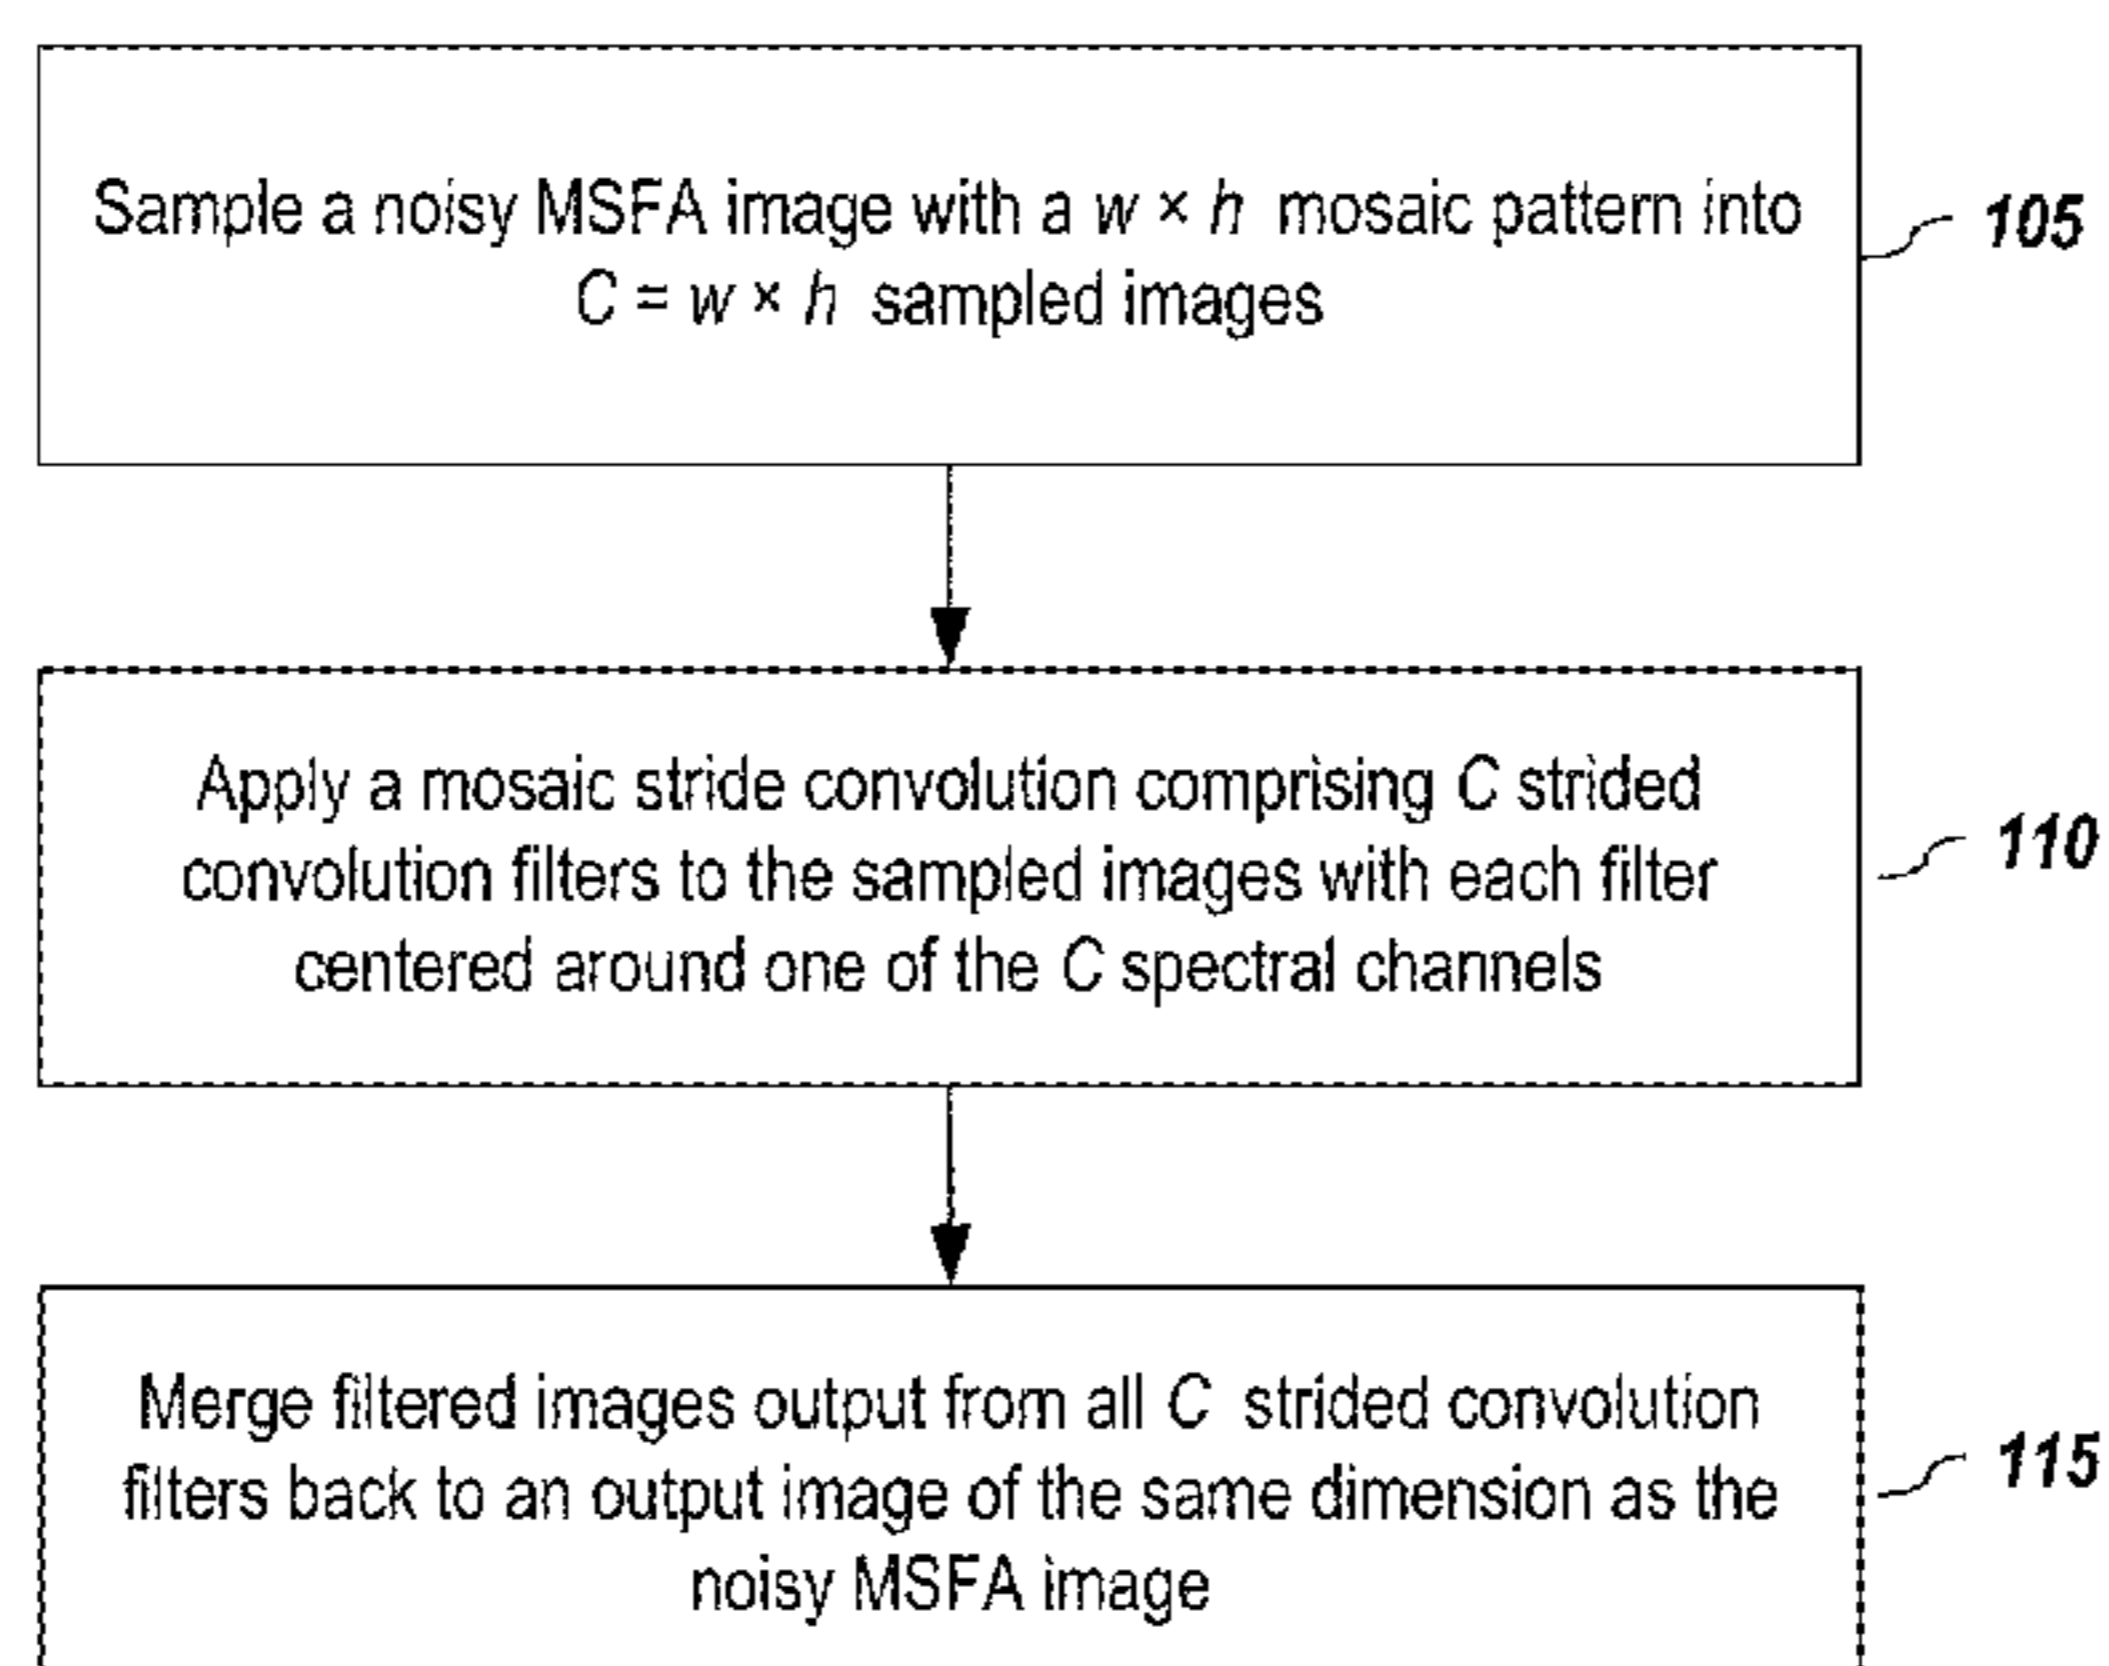 Sample a noisy MSFA image with a w × h mosaic pattern into
C = w × h sampled images
105
Apply a mosaic stride convolution comprising C strided
convolution filters to the sampled images with each filter
centered around one of the C spectral channels
110
Merge filtered images output from all C strided convolution
filters back to an output image of the same dimension as the
noisy MSFA image
115